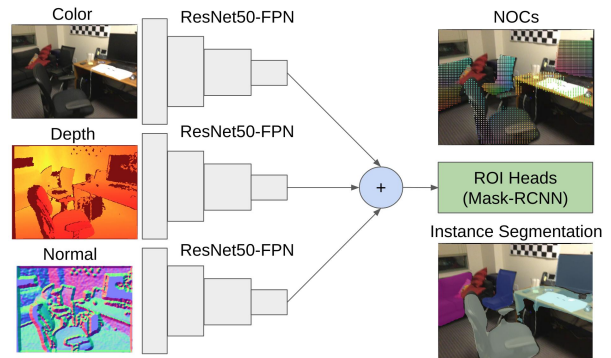 Color
ResNet50-FPN
NOCs
Depth
ResNet50-FPN
+
ROI Heads
(Mask-RCNN)
Normal
ResNet50-FPN
Instance Segmentation